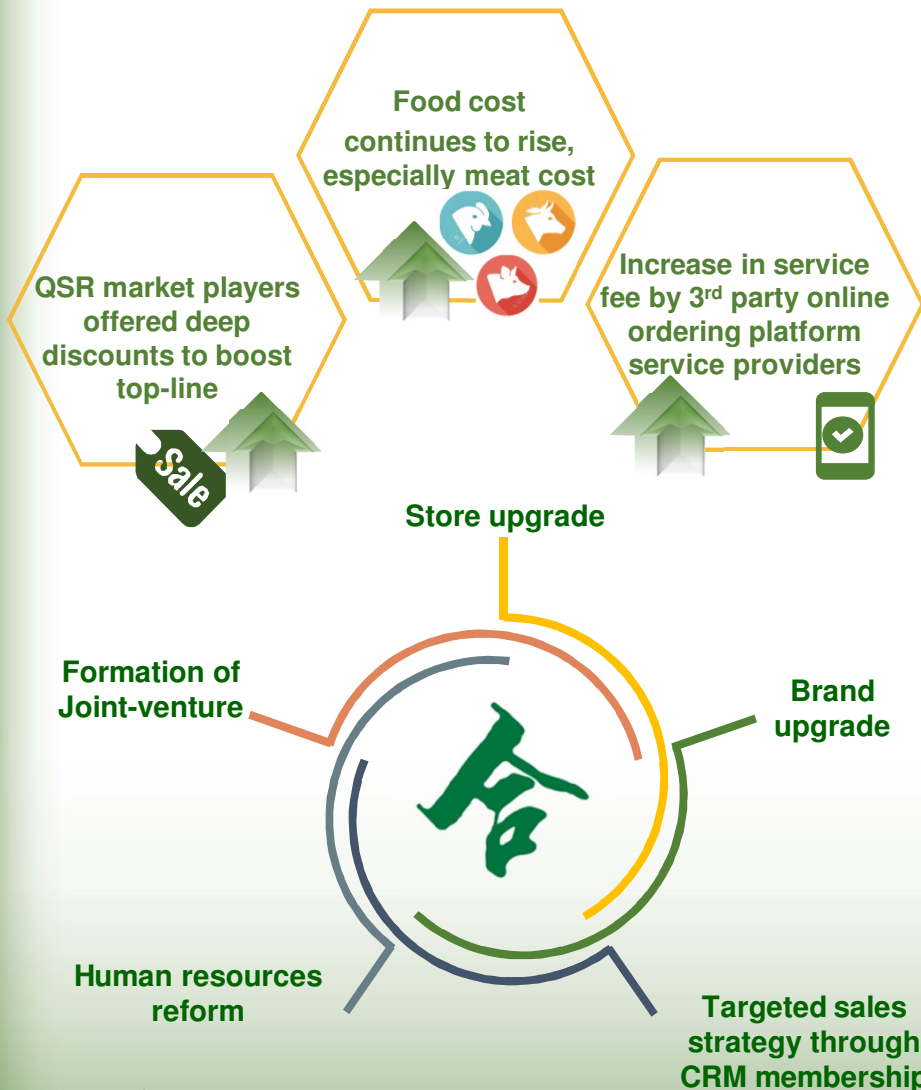 Food cost
continues to rise,
especially meat cost
QSR market players
offered deep
discounts to boost
top-line
Increase in service
fee by 3rd party online
ordering platform
service providers
Sale
Store upgrade
Formation of
Joint-venture
Brand
upgrade
合
Human resources
reform
Targeted sales
strategy through
CRM membership